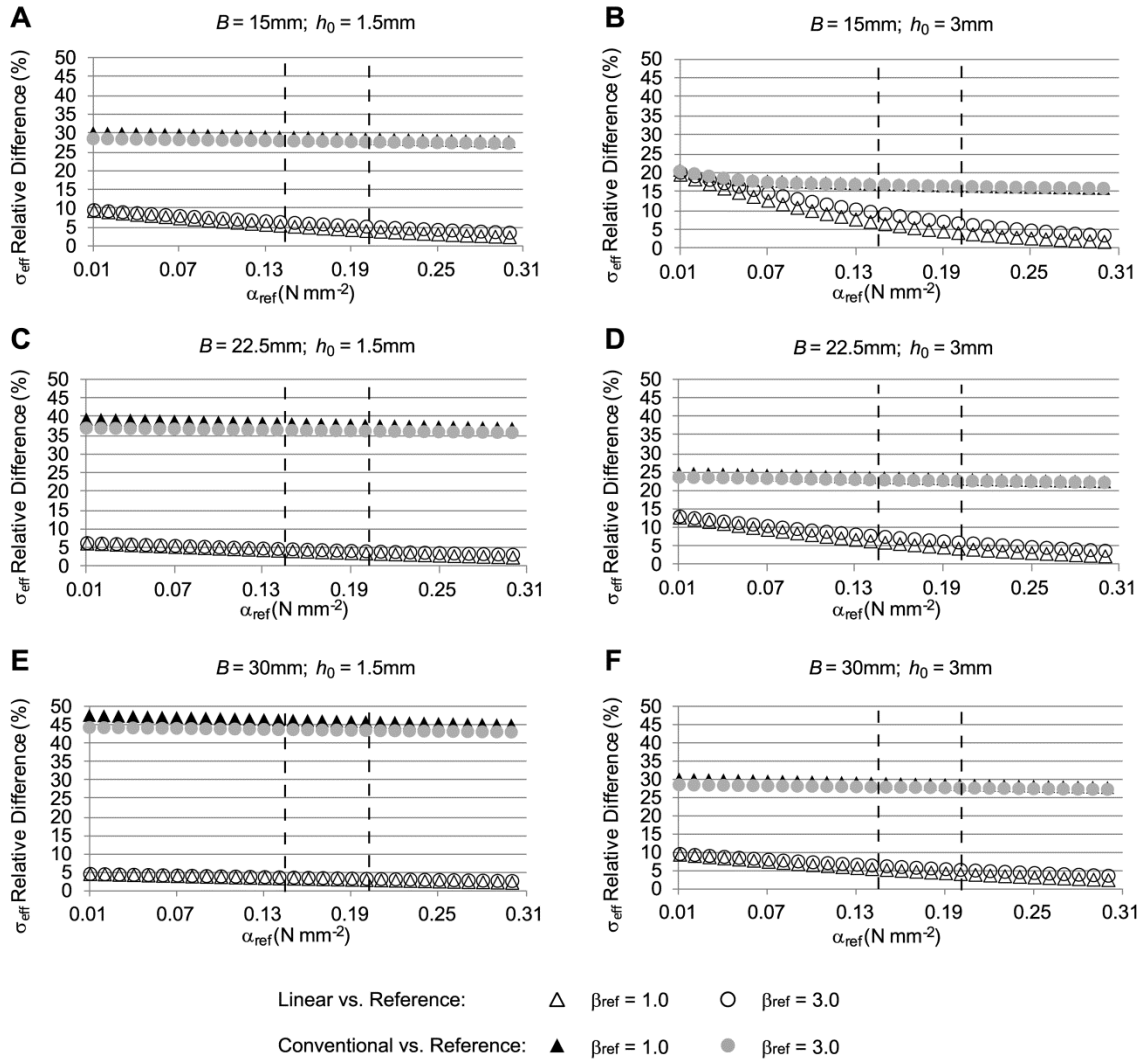 A
B = 15mm; h0 = 1.5mm
σeff Relative Difference (%)
50
45
40
35
30
25
20
15
10
5
0
0.01 0.07 0.13 0.19 0.25 0.31
αref (N mm-2)
B
B = 15mm; h0 = 3mm
σeff Relative Difference (%)
50
45
40
35
30
25
20
15
10
5
0
0.01 0.07 0.13 0.19 0.25 0.31
αref (N mm-2)
C
B = 22.5mm; h0 = 1.5mm
σeff Relative Difference (%)
50
45
40
35
30
25
20
15
10
5
0
0.01 0.07 0.13 0.19 0.25 0.31
αref (N mm-2)
D
B = 22.5mm; h0 = 3mm
σeff Relative Difference (%)
50
45
40
35
30
25
20
15
10
5
0
0.01 0.07 0.13 0.19 0.25 0.31
αref (N mm-2)
E
B = 30mm; h0 = 1.5mm
σeff Relative Difference (%)
50
45
40
35
30
25
20
15
10
5
0
0.01 0.07 0.13 0.19 0.25 0.31
αref (N mm-2)
F
B = 30mm; h0 = 3mm
σeff Relative Difference (%)
50
45
40
35
30
25
20
15
10
5
0
0.01 0.07 0.13 0.19 0.25 0.31
αref (N mm-2)
Linear vs. Reference: βref = 1.0 βref = 3.0
Conventional vs. Reference: βref = 1.0 βref = 3.0